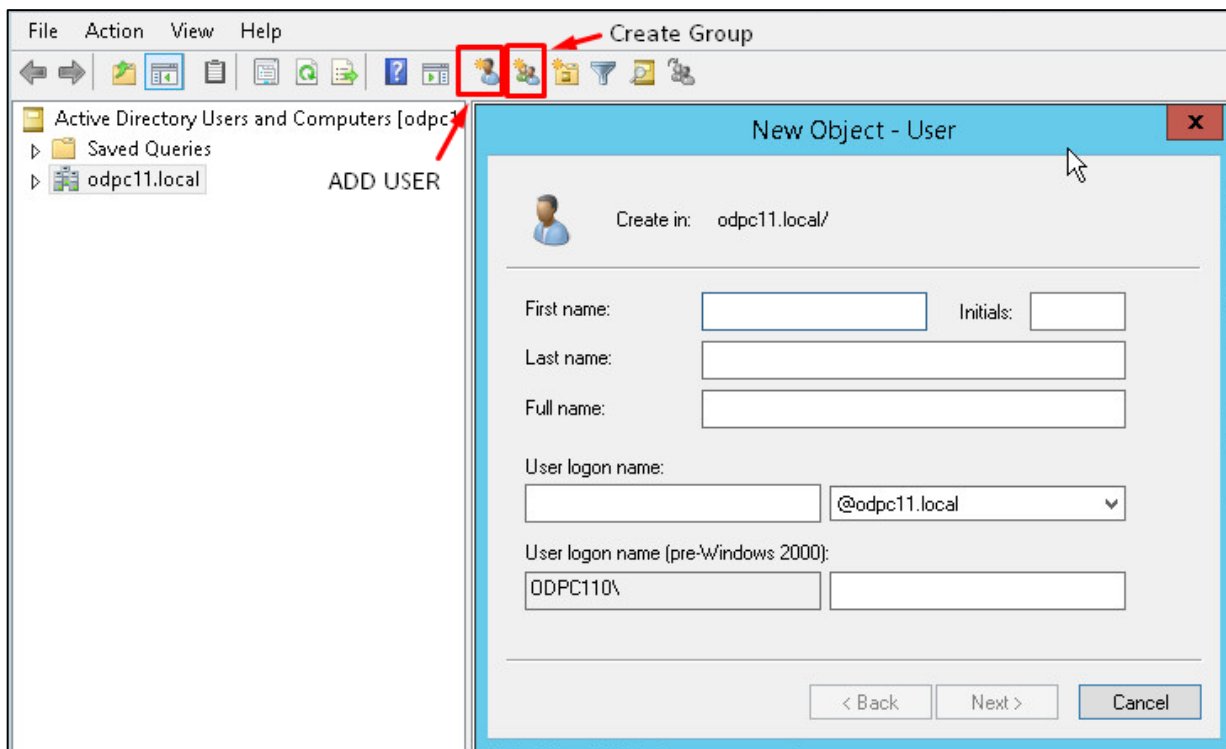 File Action View Help
Create Group
Active Directory Users and Computers [odpc1
Saved Queries
odpc11.local
ADD USER
New Object - User
x
Create in: odpc11.local/
First name:
Initials:
Last name:
Full name:
User logon name:
@odpc11.local
User logon name (pre-Windows 2000):
ODPC110\
< Back
Next >
Cancel